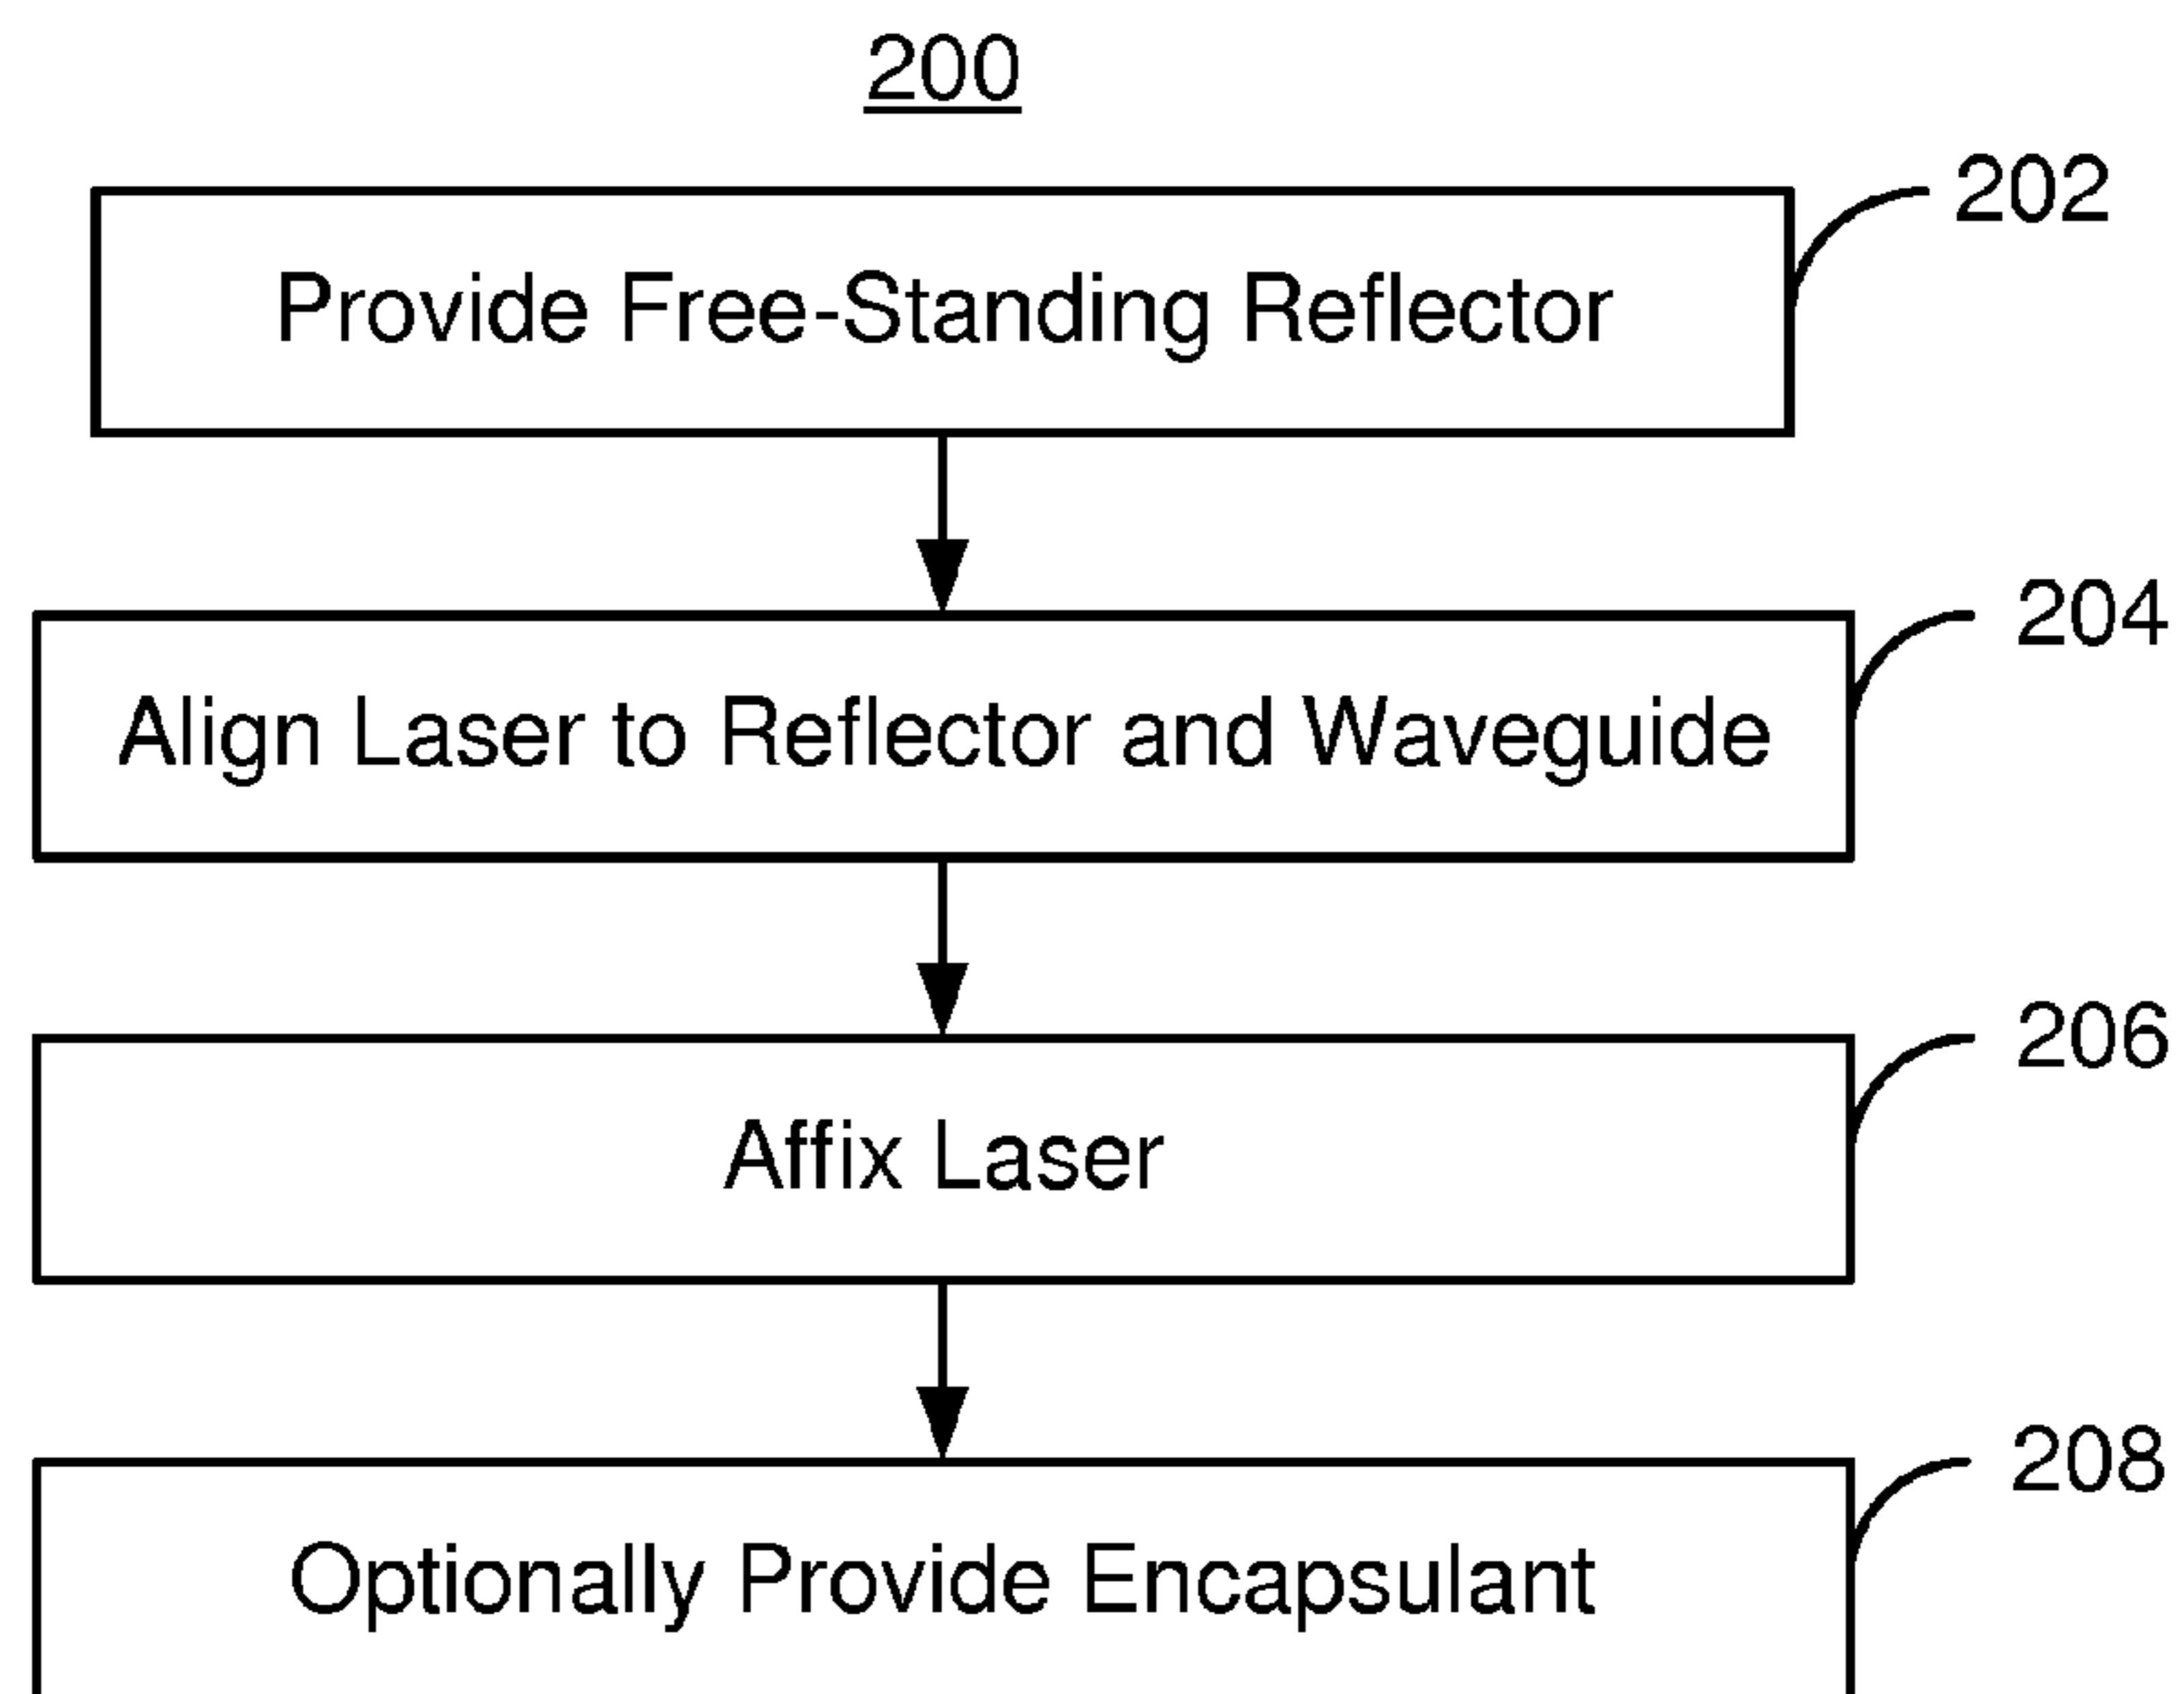 200
202
Provide Free-Standing Reflector
204
Align Laser to Reflector and Waveguide
206
Affix Laser
208
Optionally Provide Encapsulant